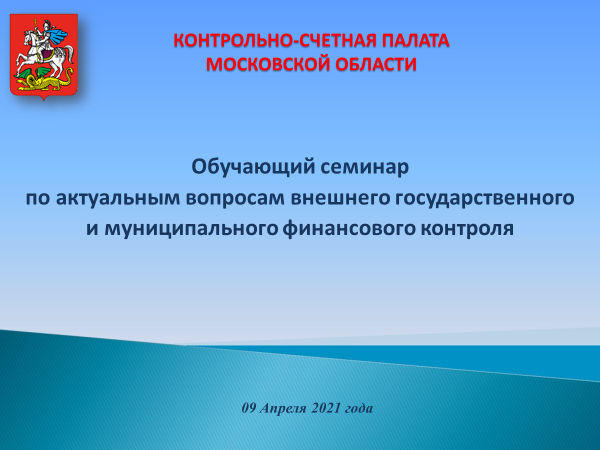 КОНТРОЛЬНО-СЧЕТНАЯ ПАЛАТА
МОСКОВСКОЙ ОБЛАСТИ
Обучающий семинар
по актуальным вопросам внешнего государственного
и муниципального финансового контроля
09 Апреля 2021 года